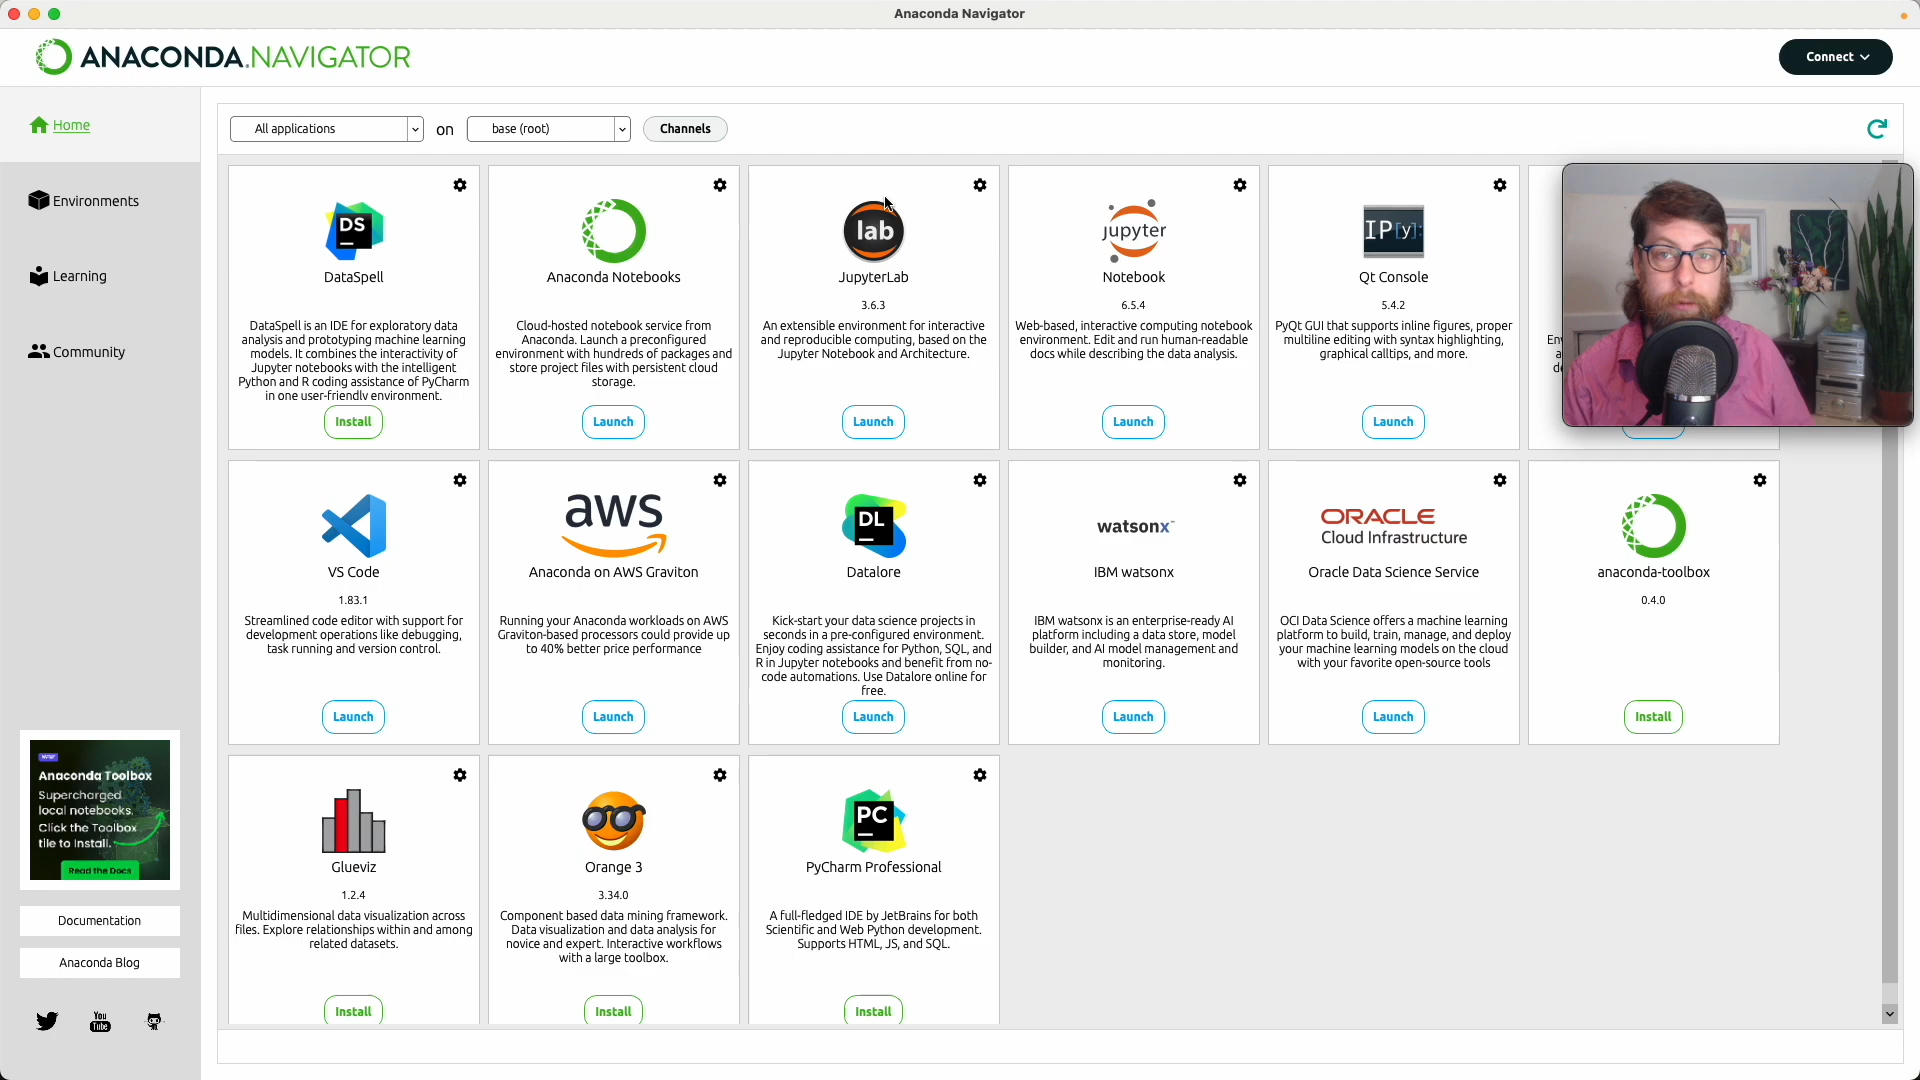 Anaconda Navigator
ANACONDA.NAVIGATOR
Connect
Home
All applications
on
base (root)
Channels
Environments
Learning
Community
DS
DataSpell
DataSpell is an IDE for exploratory data
analysis and prototyping machine learning
models. It combines the interactivity of
Jupyter notebooks with the intelligent
Python and R coding assistance of PyCharm
in one user-friendly environment.
Install
Anaconda Notebooks
Cloud-hosted notebook service from
Anaconda. Launch a preconfigured
environment with hundreds of packages and
store project files with persistent cloud
storage.
Launch
lab
JupyterLab
3.6.3
An extensible environment for interactive
and reproducible computing, based on the
Jupyter Notebook and Architecture.
Launch
jupyter
Notebook
6.5.4
Web-based, interactive computing notebook
environment. Edit and run human-readable
docs while describing the data analysis.
Launch
IP[y]:
Qt Console
5.4.2
PyQt GUI that supports inline figures, proper
multiline editing with syntax highlighting,
graphical calltips, and more.
Launch
VS Code
1.83.1
Streamlined code editor with support for
development operations like debugging,
task running and version control.
Launch
aws
Anaconda on AWS Graviton
Running your Anaconda workloads on AWS
Graviton-based processors could provide up
to 40% better price performance
Launch
DL
Datalore
Kick-start your data science projects in
seconds in a pre-configured environment.
Enjoy coding assistance for Python, SQL, and
R in Jupyter notebooks and benefit from no-
code automations. Use Datalore online for
free.
Launch
watsonx
IBM watsonx
IBM watsonx is an enterprise-ready AI
platform including a data store, model
builder, and AI model management and
monitoring.
Launch
ORACLE
Cloud Infrastructure
Oracle Data Science Service
OCI Data Science offers a machine learning
platform to build, train, manage, and deploy
your machine learning models on the cloud
with your favorite open-source tools
Launch
anaconda-toolbox
0.4.0
Install
Glueviz
1.2.4
Multidimensional data visualization across
files. Explore relationships within and among
related datasets.
Install
Orange 3
3.34.0
Component based data mining framework.
Data visualization and data analysis for
novice and expert. Interactive workflows
with a large toolbox.
Install
PC
PyCharm Professional
A full-fledged IDE by JetBrains for both
Scientific and Web Python development.
Supports HTML, JS, and SQL.
Install
NEW
Anaconda Toolbox
Supercharged
local notebooks.
Click the Toolbox
tile to install.
Read the Docs
Documentation
Anaconda Blog
You
Tube